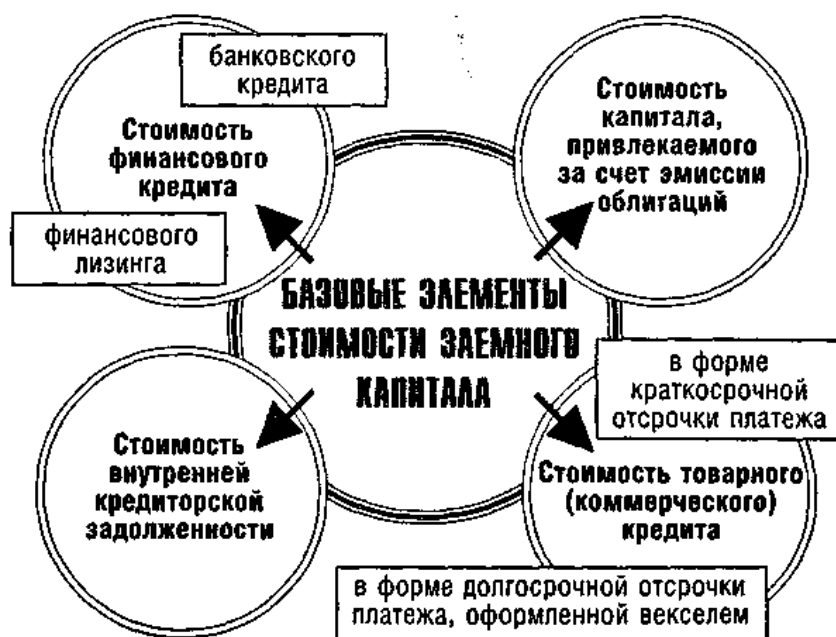 банковского
кредита
Стоимость
финансового
кредита
финансового
лизинга
Стоимость
капитала,
привлекаемого
за счет эмиссии
облигаций
БАЗОВЫЕ ЭЛЕМЕНТЫ
СТОИМОСТИ ЗАЕМНОГО
КАПИТАЛА
Стоимость
внутренней
кредиторской
задолженности
в форме
краткосрочной
отсрочки платежа
Стоимость товарного
(коммерческого)
кредита
в форме долгосрочной отсрочки
платежа, оформленной векселем